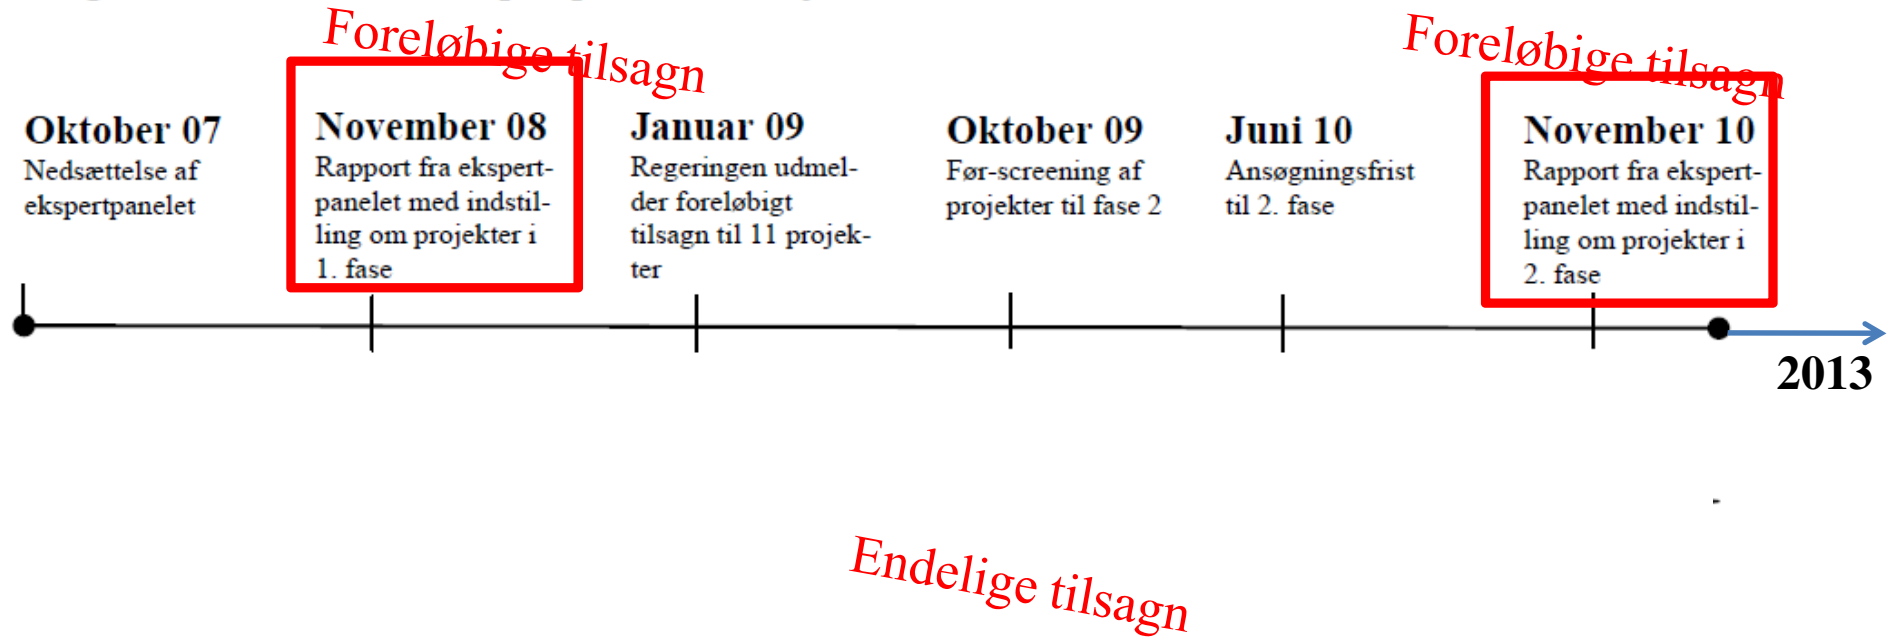 Foreløbige tilsagn
Foreløbige tilsagn
Oktober 07
Nedsættelse af
ekspertpanelet
November 08
Rapport fra ekspert-
panelet med indstil-
ling om projekter i
1. fase
Januar 09
Regeringen udmel-
der foreløbigt
tilsagn til 11 projek-
ter
Oktober 09
Før-screening af
projekter til fase 2
Juni 10
Ansøgningsfrist
til 2. fase
November 10
Rapport fra ekspert-
panelet med indstil-
ling om projekter i
2. fase
2013
Endelige tilsagn